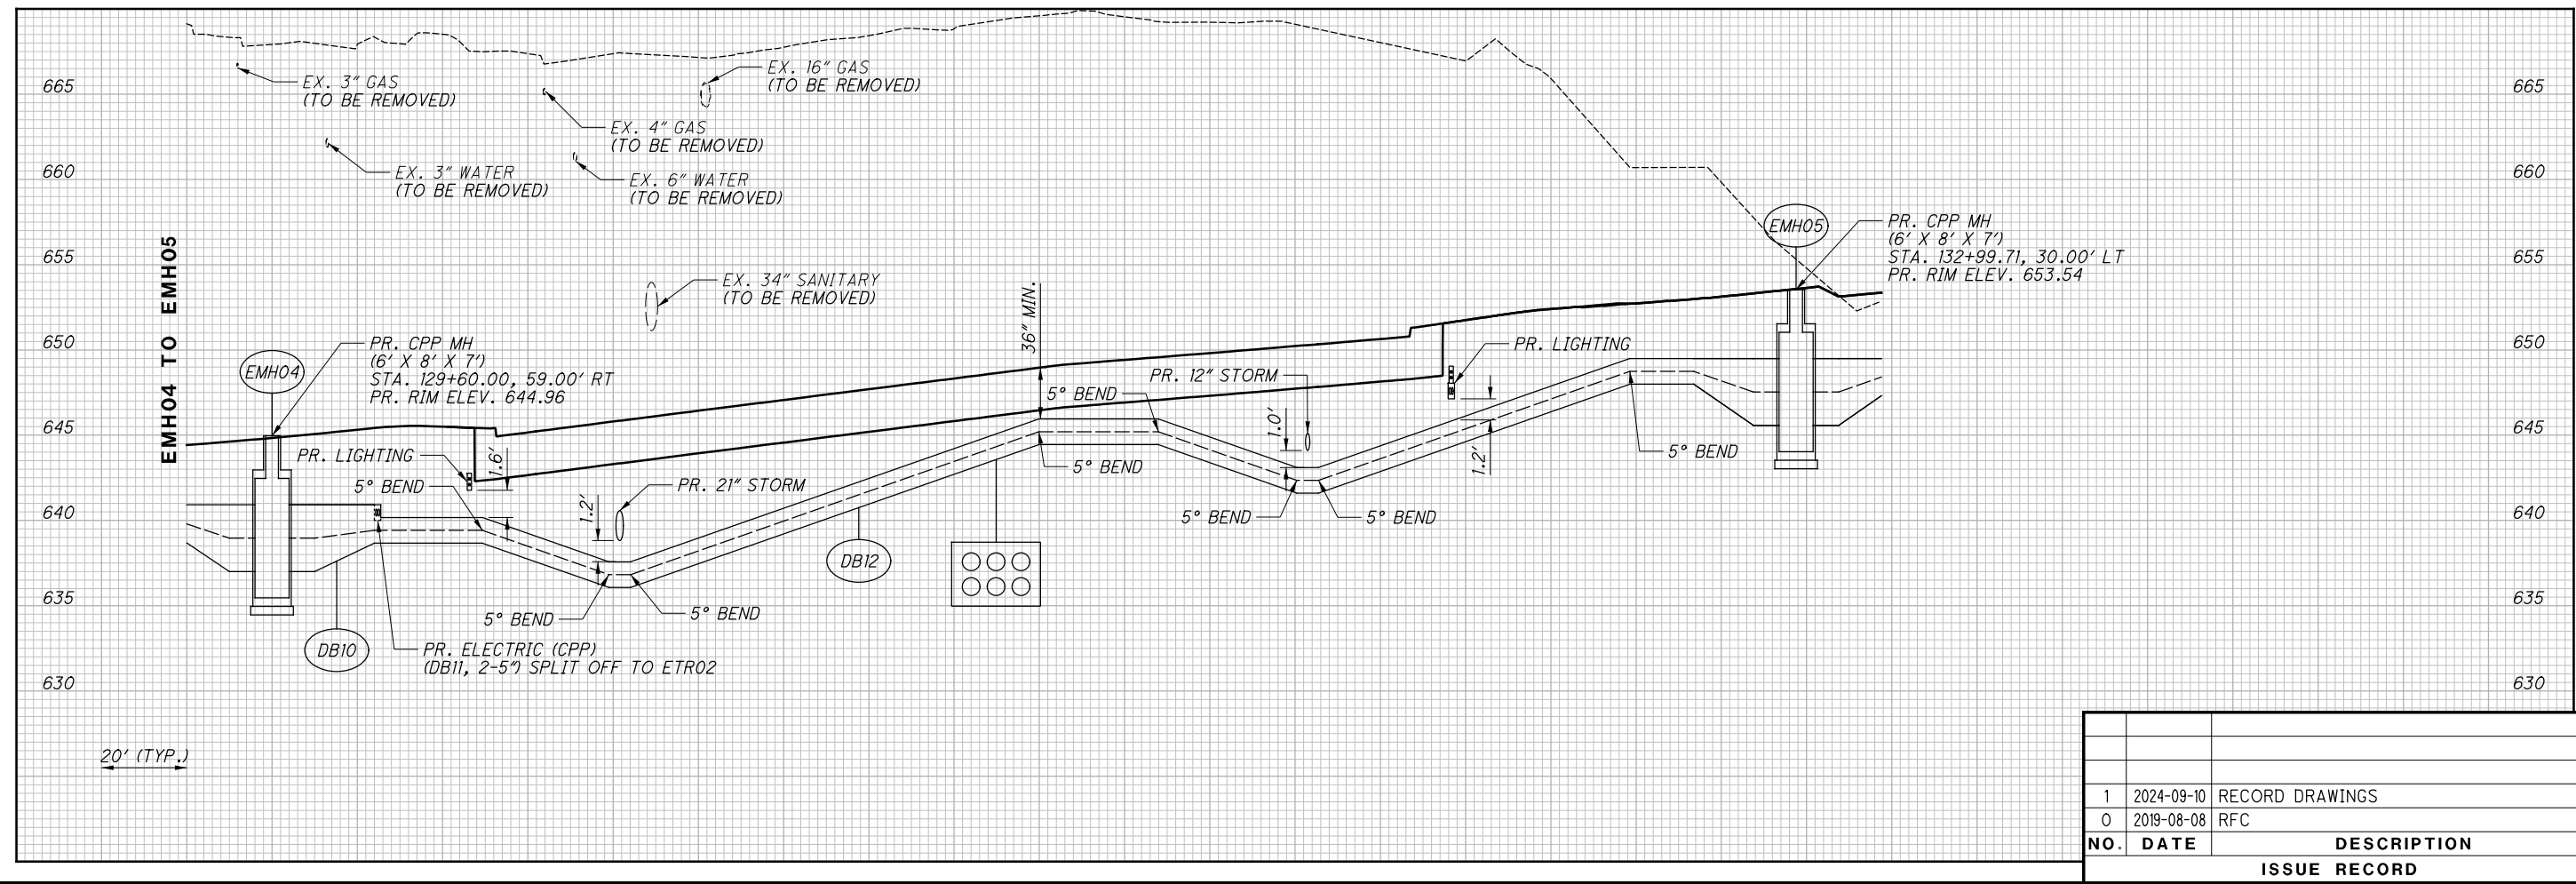 665
660
655
650
645
640
635
630
EMH04 TO EMH05
20' (TYP.)
EX. 3" GAS
(TO BE REMOVED)
EX. 3" WATER
(TO BE REMOVED)
EX. 4" GAS
(TO BE REMOVED)
EX. 6" WATER
(TO BE REMOVED)
EX. 16" GAS
(TO BE REMOVED)
EX. 34" SANITARY
(TO BE REMOVED)
EMH04
PR. CPP MH
(6' X 8' X 7')
STA. 129+60.00, 59.00' RT
PR. RIM ELEV. 644.96
PR. LIGHTING
1.6'
5° BEND
1.2'
PR. 21" STORM
5° BEND
5° BEND
DB10
PR. ELECTRIC (CPP)
(DB11, 2-5") SPLIT OFF TO ETR02
DB12
36" MIN.
5° BEND
5° BEND
PR. 12" STORM
1.0'
5° BEND
5° BEND
PR. LIGHTING
1.2'
5° BEND
EMH05
PR. CPP MH
(6' X 8' X 7')
STA. 132+99.71, 30.00' LT
PR. RIM ELEV. 653.54
665
660
655
650
645
640
635
630
1 2024-09-10 RECORD DRAWINGS
0 2019-08-08 RFC
NO. DATE DESCRIPTION
ISSUE RECORD